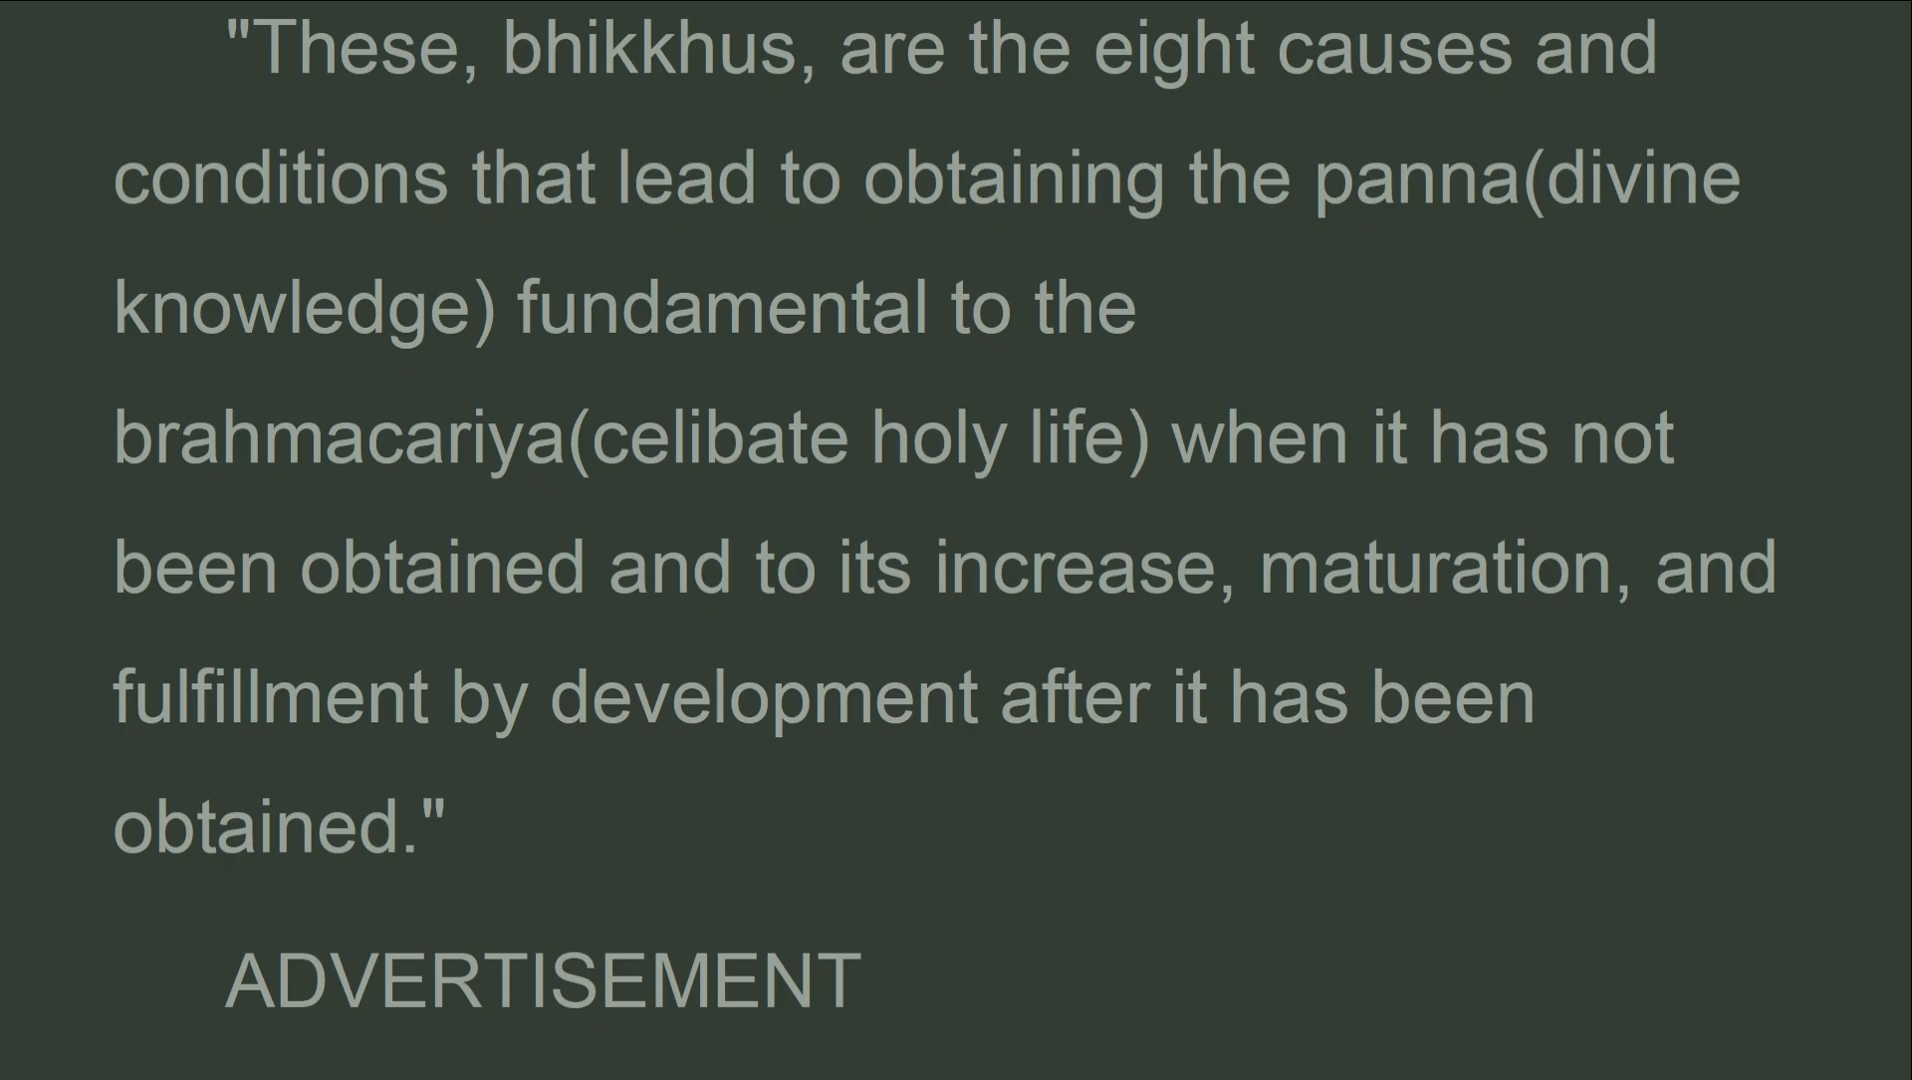 "These, bhikkhus, are the eight causes and
conditions that lead to obtaining the panna(divine
knowledge) fundamental to the
brahmacariya(celibate holy life) when it has not
been obtained and to its increase, maturation, and
fulfillment by development after it has been
obtained."
ADVERTISEMENT